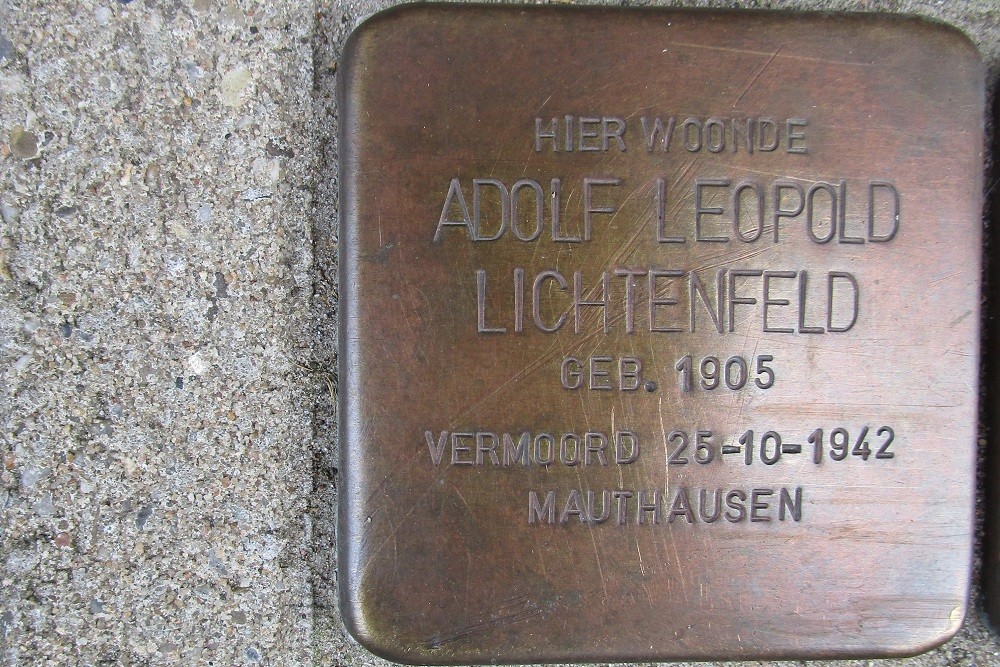 HIER WOONDE
ADOLF LEOPOLD
LICHTENFELD
GEB. 1905
VERMOORD 25-10-1942
MAUTHAUSEN